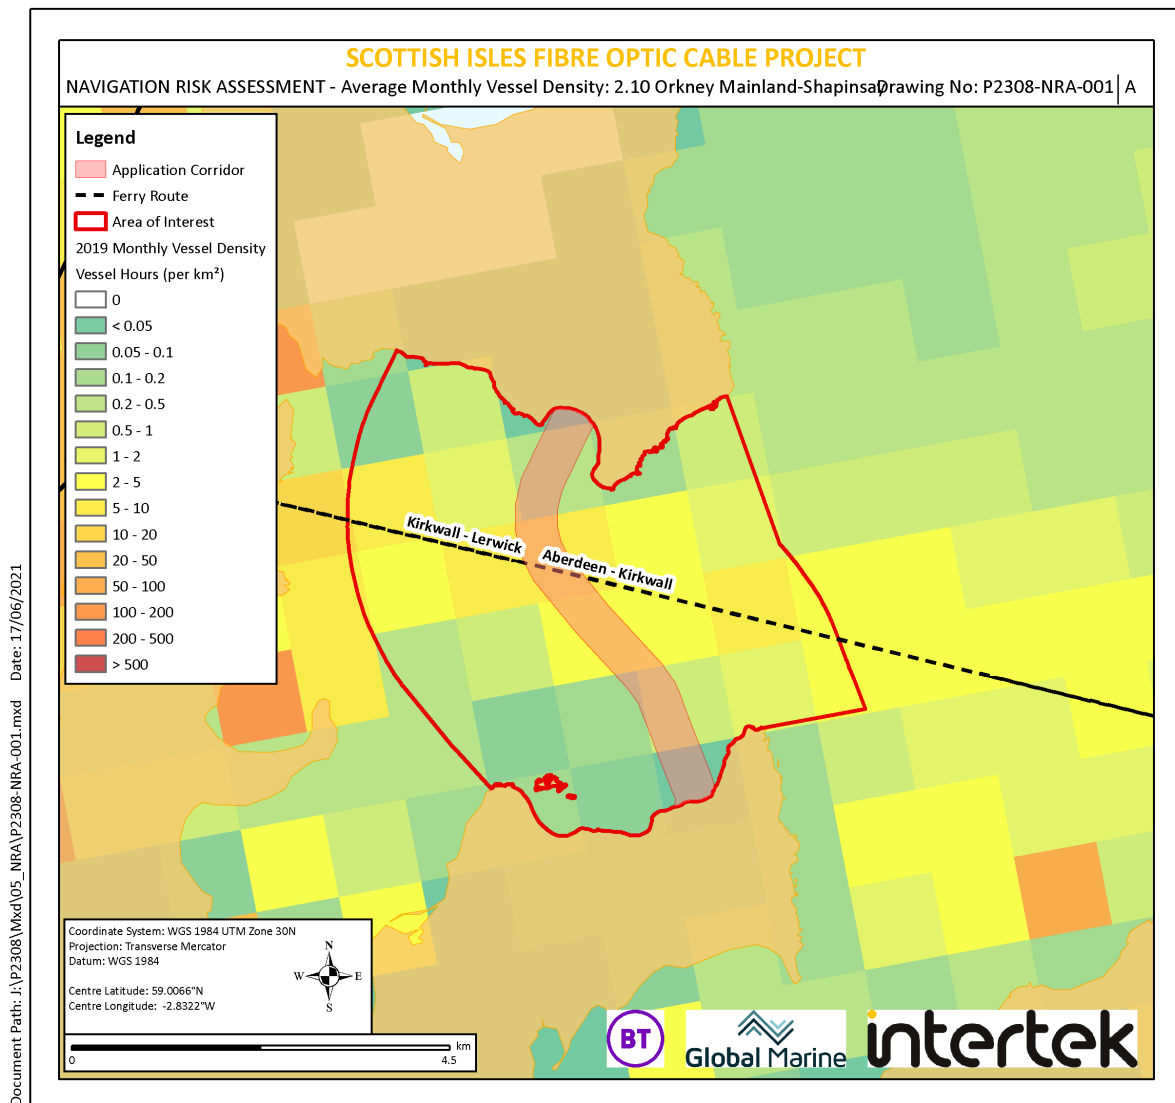 SCOTTISH ISLES FIBRE OPTIC CABLE PROJECT
NAVIGATION RISK ASSESSMENT - Average Monthly Vessel Density: 2.10 Orkney Mainland-Shapinsay
Drawing No: P2308-NRA-001 A
Legend
Application Corridor
Ferry Route
Area of Interest
2019 Monthly Vessel Density
Vessel Hours (per km²)
0
< 0.05
0.05 - 0.1
0.1 - 0.2
0.2 - 0.5
0.5 - 1
1 - 2
2 - 5
5 - 10
10 - 20
20 - 50
50 - 100
100 - 200
200 - 500
> 500
Kirkwall - Lerwick
Aberdeen - Kirkwall
Coordinate System: WGS 1984 UTM Zone 30N
Projection: Transverse Mercator
Datum: WGS 1984
Centre Latitude: 59.0066°N
Centre Longitude: -2.8322°W
N
W E
S
km
0 4.5
BT
Global Marine
intertek
Document Path: J:\P2308\Mxd\05_NRA\P2308-NRA-001.mxd Date: 17/06/2021